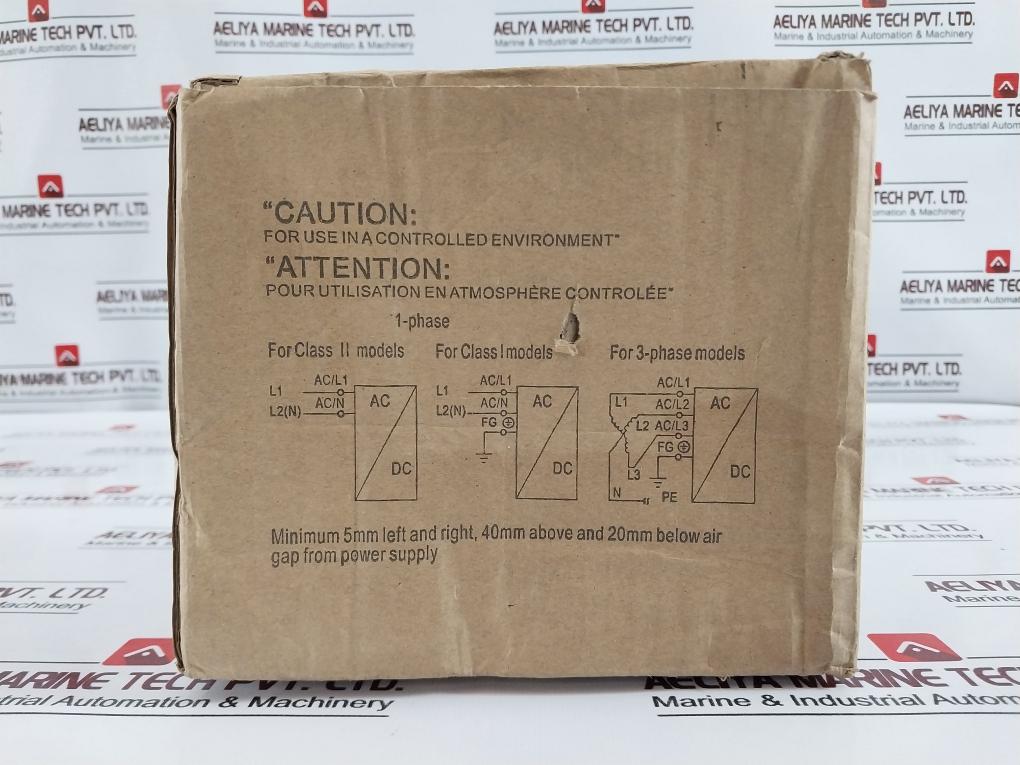 AELIYA MARINE TECH PVT. LTD.
Marine & Industrial Automation & Machinery
"CAUTION:
FOR USE IN A CONTROLLED ENVIRONMENT"
"ATTENTION:
POUR UTILISATION EN ATMOSPHÈRE CONTROLÉE"
1-phase
For Class II models
For Class I models
For 3-phase models
L1 AC/L1
L2(N) AC/N
AC
DC
L1 AC/L1
L2(N) AC/N
FG
AC
DC
AC/L1
L1
AC/L2
L2 AC/L3
FG
L3
N PE
AC
DC
Minimum 5mm left and right, 40mm above and 20mm below air
gap from power supply